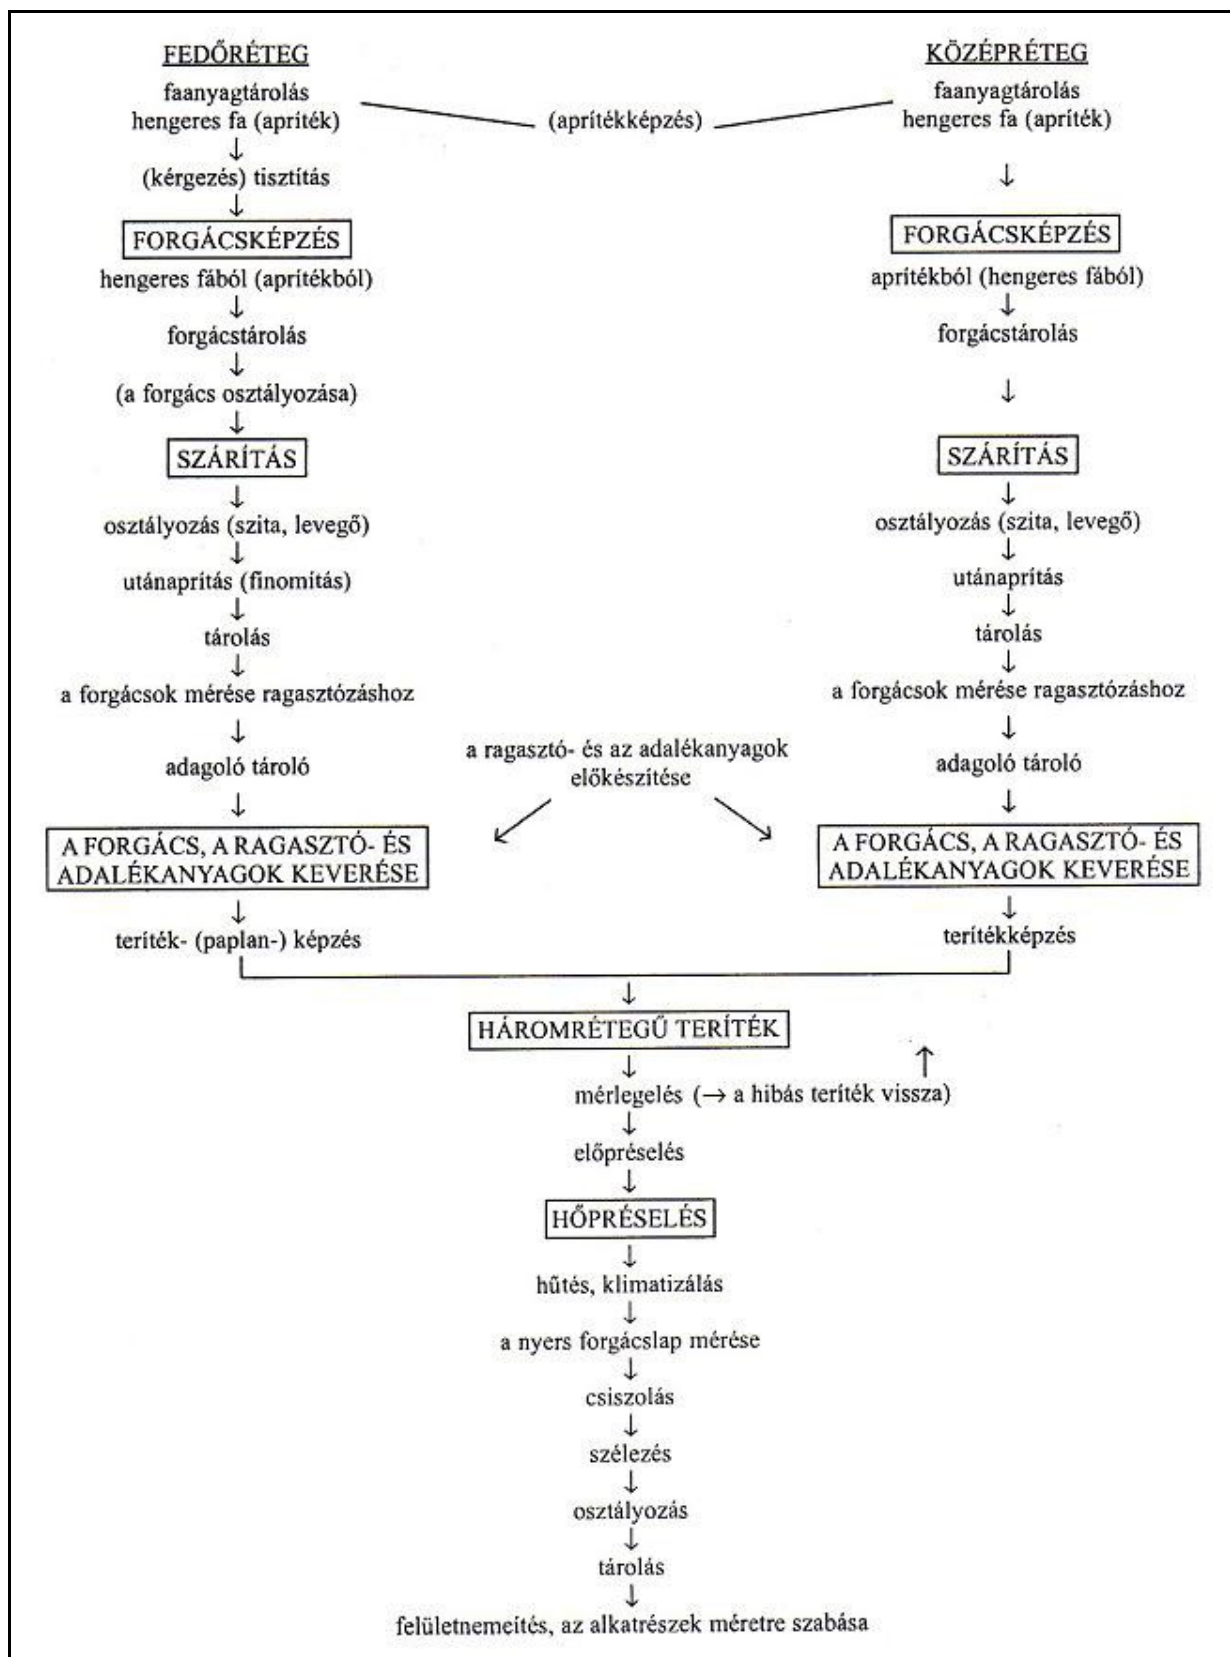 FEDŐRÉTEG
faanyagtárolás
hengeres fa (apríték)
(kérgezés) tisztítás
FORGÁCSKÉPZÉS
hengeres fából (aprítékból)
forgácstárolás
(a forgács osztályozása)
SZÁRÍTÁS
osztályozás (szita, levegő)
utánaprítás (finomítás)
tárolás
a forgácsok mérése ragasztózáshoz
adagoló tároló
A FORGÁCS, A RAGASZTÓ- ÉS
ADALÉKANYAGOK KEVERÉSE
teríték- (paplan-) képzés
(aprítékképzés)
a ragasztó- és az adalékanyagok
előkészítése
KÖZÉPRÉTEG
faanyagtárolás
hengeres fa (apríték)
FORGÁCSKÉPZÉS
aprítékból (hengeres fából)
forgácstárolás
SZÁRÍTÁS
osztályozás (szita, levegő)
utánaprítás
tárolás
a forgácsok mérése ragasztózáshoz
adagoló tároló
A FORGÁCS, A RAGASZTÓ- ÉS
ADALÉKANYAGOK KEVERÉSE
terítékképzés
HÁROMRÉTEGŰ TERÍTÉK
mérlegelés (→ a hibás teríték vissza)
előpréselés
HŐPRÉSELÉS
hűtés, klimatizálás
a nyers forgácslap mérése
csiszolás
szélezés
osztályozás
tárolás
felületnemeítés, az alkatrészek méretre szabása